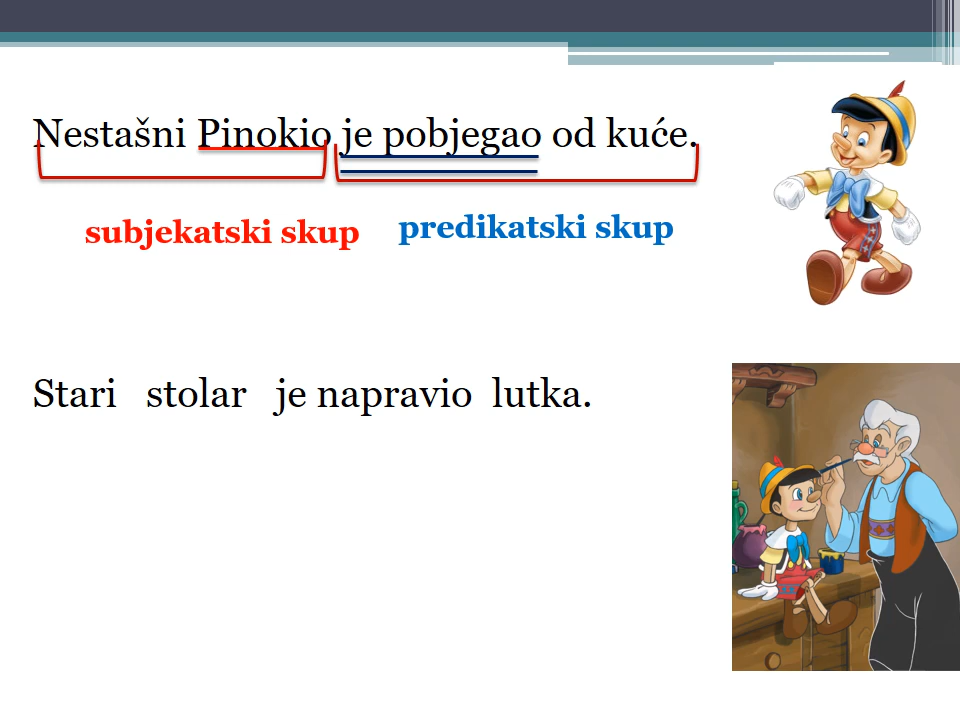 Nestašni Pinokio je pobjegao od kuće.
subjekatski skup predikatski skup
Stari stolar je napravio lutka.